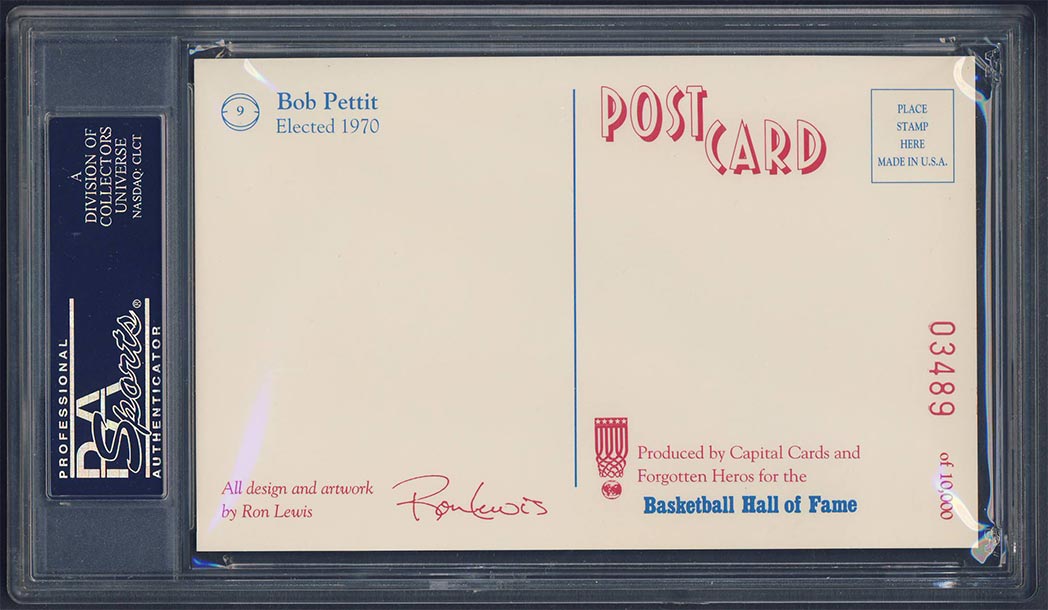 A
DIVISION OF
COLLECTORS
UNIVERSE
NASDAQ: CLCT
PROFESSIONAL
PSA
Sports®
AUTHENTICATOR
9
Bob Pettit
Elected 1970
POST
CARD
PLACE
STAMP
HERE
MADE IN U.S.A.
03489 of 10,000
All design and artwork
by Ron Lewis
Ron Lewis
Produced by Capital Cards and
Forgotten Heros for the
Basketball Hall of Fame